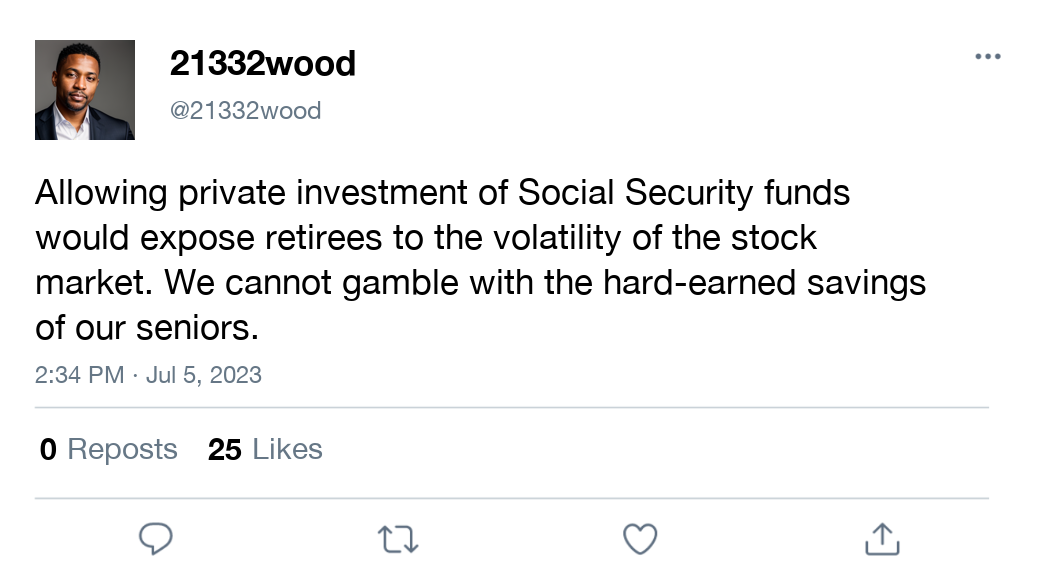 21332wood
@21332wood
Allowing private investment of Social Security funds
would expose retirees to the volatility of the stock
market. We cannot gamble with the hard-earned savings
of our seniors.
2:34 PM · Jul 5, 2023
0 Reposts 25 Likes